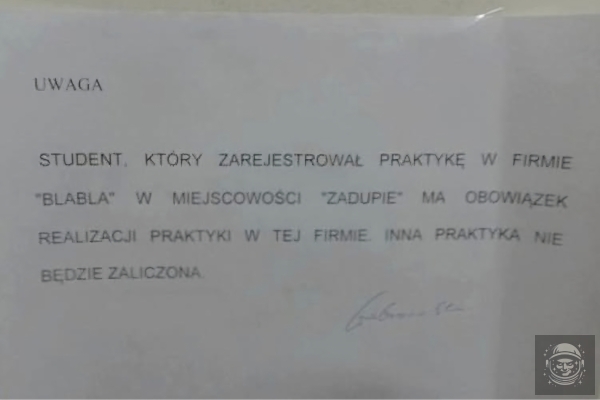 UWAGA
STUDENT, KTÓRY ZAREJESTROWAŁ PRAKTYKĘ W FIRMIE
"BLABLA" W MIEJSCOWOŚCI "ZADUPIE" MA OBOWIĄZEK
REALIZACJI PRAKTYKI W TEJ FIRMIE. INNA PRAKTYKA NIE
BĘDZIE ZALICZONA.